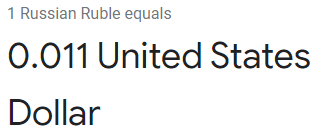 1 Russian Ruble equals
0.011 United States
Dollar